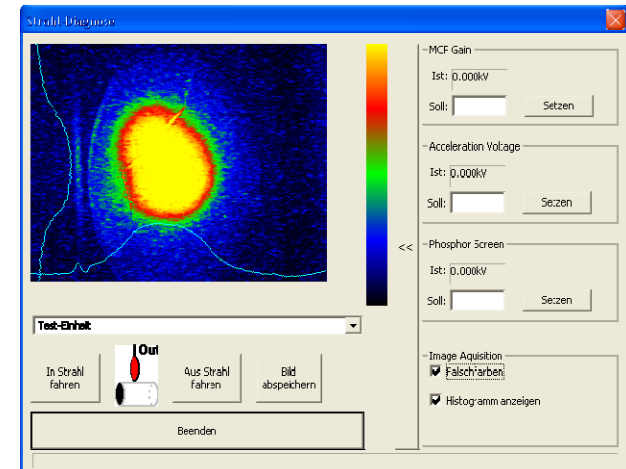 Strahl-Diagnose
MCF Gain
Ist: 0.000kV
Soll:
Setzen
Acceleration Voltage
Ist: 0.000kV
Soll:
Setzen
<<
Phosphor Screen
Ist: 0.000kV
Soll:
Setzen
Test-Einheit
In Strahl
fahren
Out
Aus Strahl
fahren
Bild
abspeichern
Beenden
Image Aquisition
Falschfarben
Histogramm anzeigen